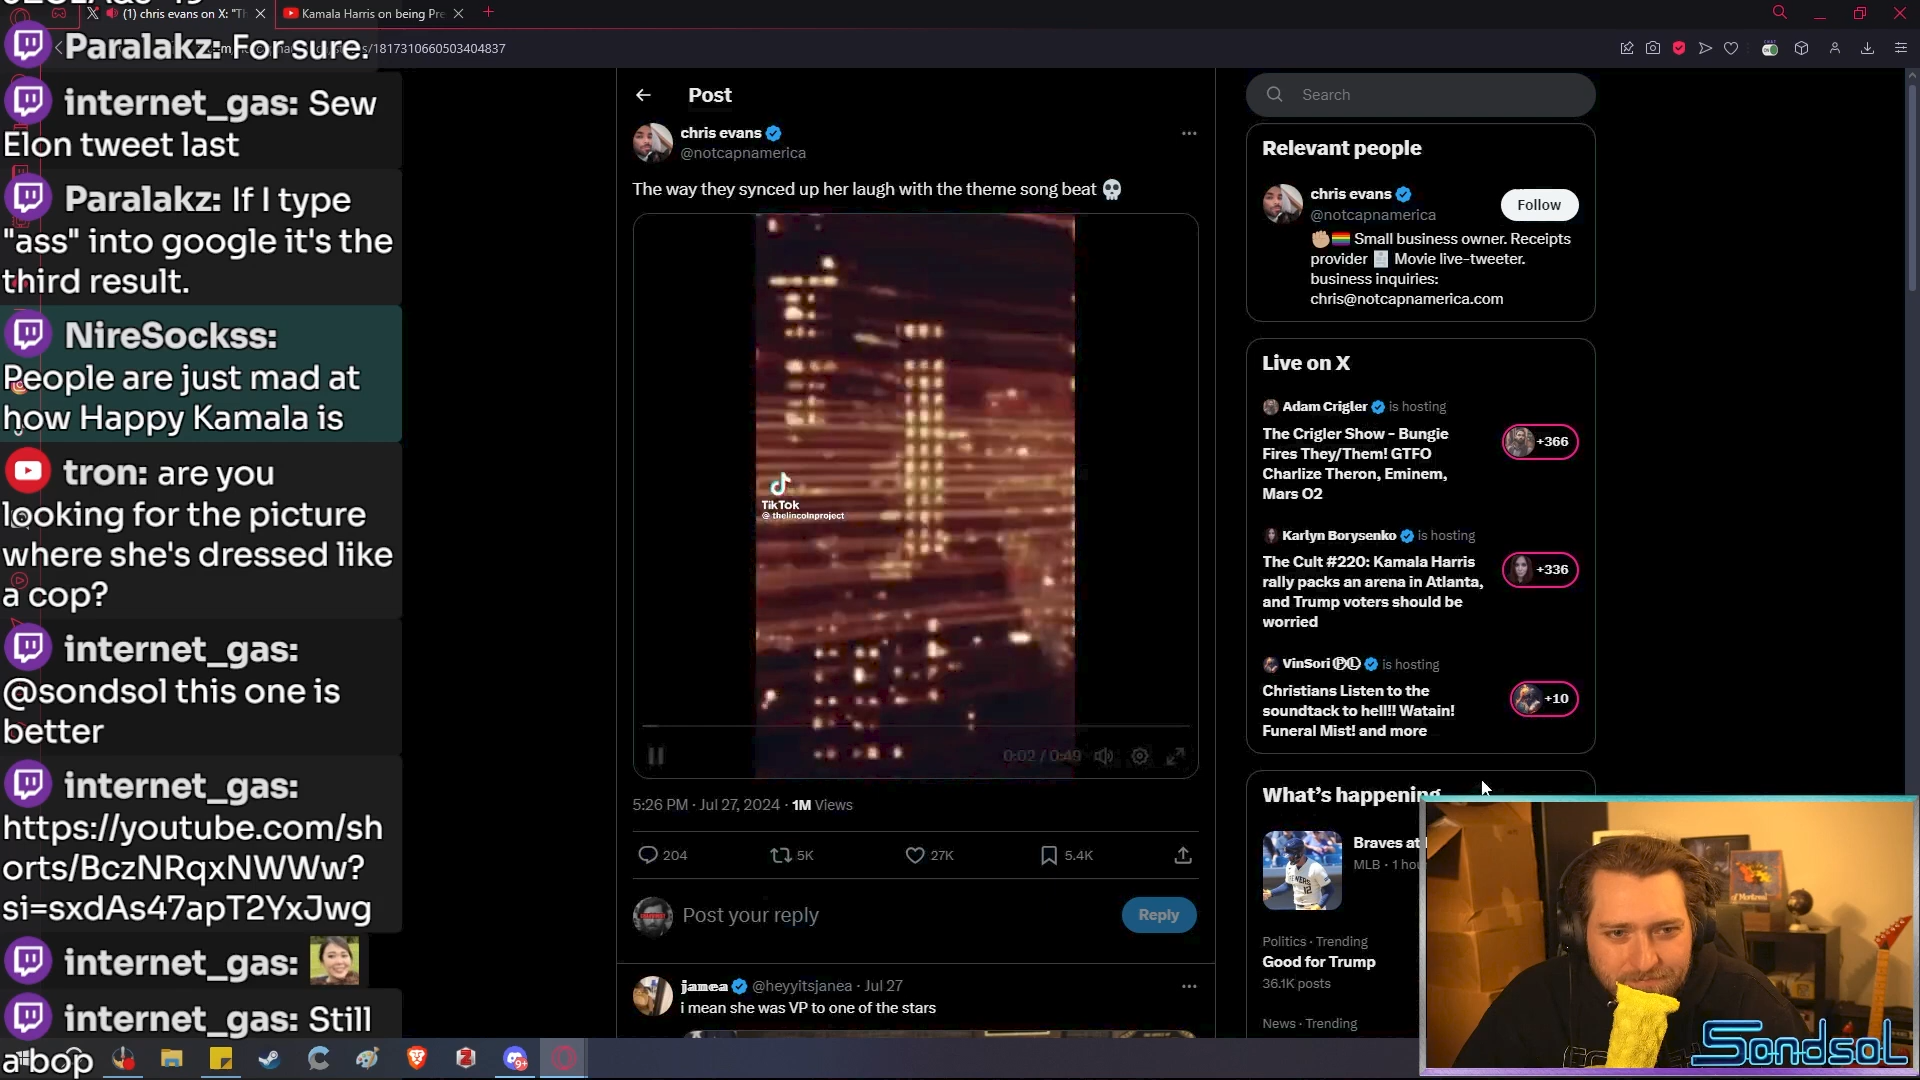 (1) chris evans on X: "Th
Kamala Harris on being Pre
/1817310660503404837
Paralakz: For sure.
internet_gas: Sew
Elon tweet last
Paralakz: If I type
"ass" into google it's the
third result.
NireSockss:
People are just mad at
how Happy Kamala is
tron: are you
looking for the picture
where she's dressed like
a cop?
internet_gas:
@sondsol this one is
better
internet_gas:
https://youtube.com/sh
orts/BczNRqxNWWw?
si=sxdAs47apT2YxJwg
internet_gas:
internet_gas: Still
a bop
Post
chris evans
@notcapnamerica
The way they synced up her laugh with the theme song beat 💀
TikTok
@thelincolnproject
0:02 / 0:49
5:26 PM · Jul 27, 2024 · 1M Views
204
5K
27K
5.4K
Post your reply
Reply
janea @heyyitsjanea · Jul 27
i mean she was VP to one of the stars
Search
Relevant people
chris evans
@notcapnamerica
Follow
✊🏼🏳️‍🌈 Small business owner. Receipts
provider 🧾 Movie live-tweeter.
business inquiries:
chris@notcapnamerica.com
Live on X
Adam Crigler is hosting
The Crigler Show - Bungie
Fires They/Them! GTFO
Charlize Theron, Eminem,
Mars O2
+366
Karlyn Borysenko is hosting
The Cult #220: Kamala Harris
rally packs an arena in Atlanta,
and Trump voters should be
worried
+336
VinSori is hosting
Christians Listen to the
soundtack to hell!! Watain!
Funeral Mist! and more
+10
What's happening
Braves at
MLB · 1 hou
Politics · Trending
Good for Trump
36.1K posts
News · Trending
SondsoL